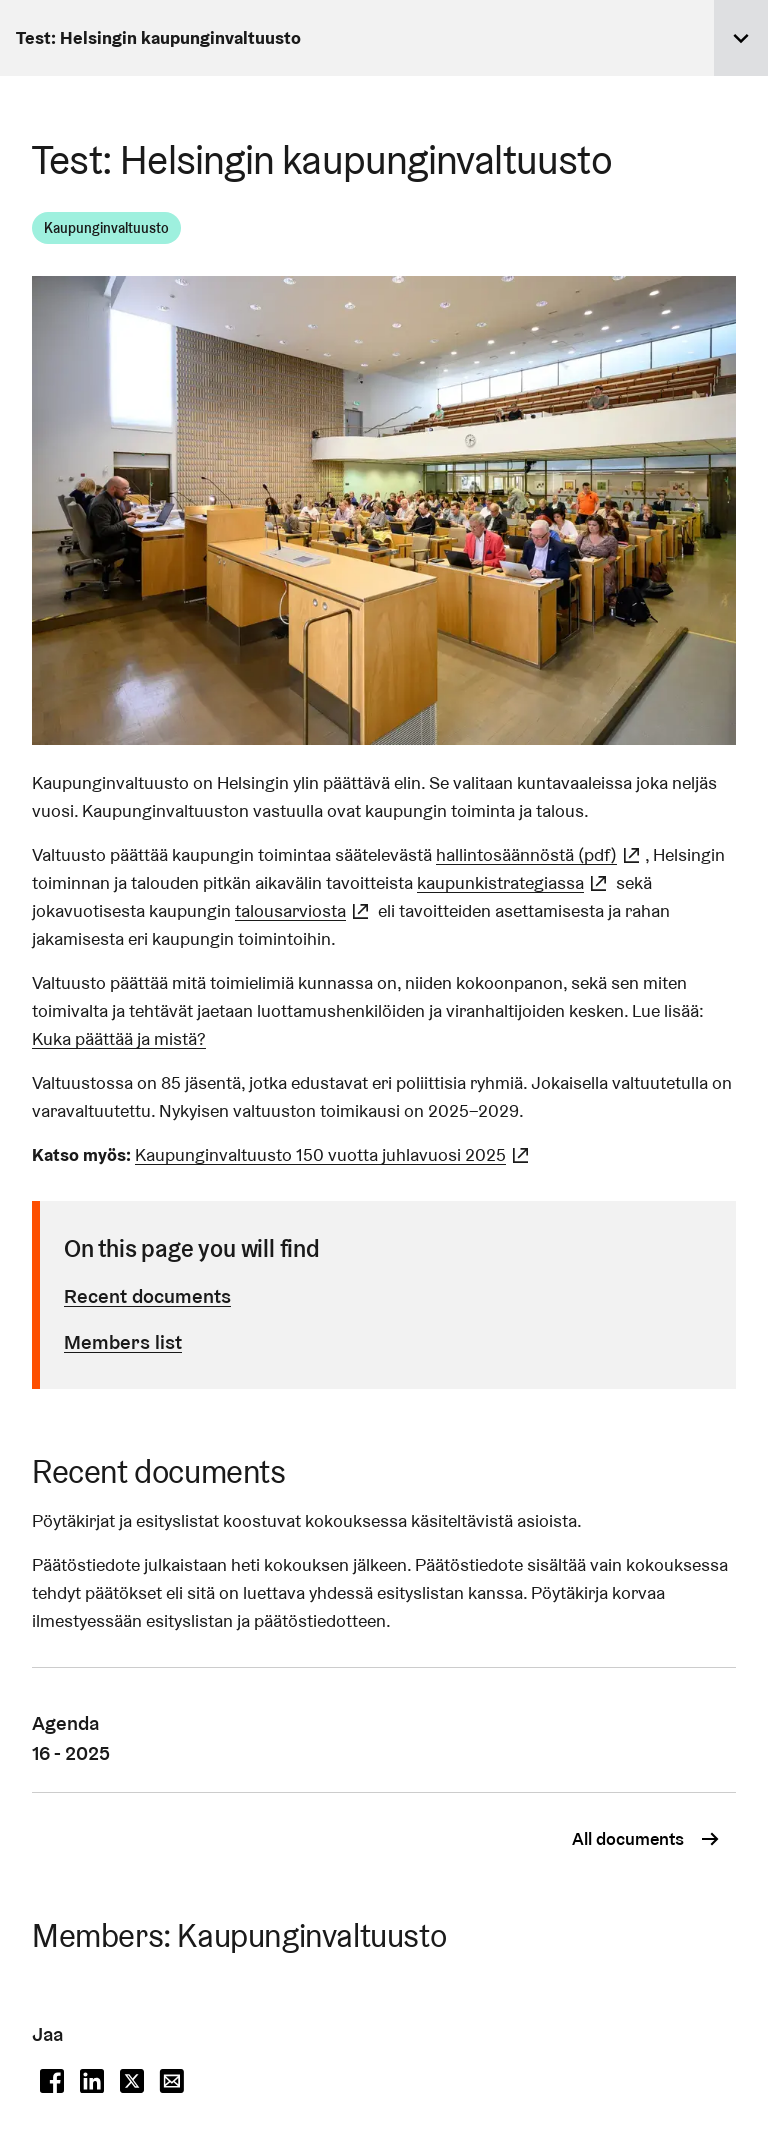 Test: Helsingin kaupunginvaltuusto
Test: Helsingin kaupunginvaltuusto
Kaupunginvaltuusto
Kaupunginvaltuusto on Helsingin ylin päättävä elin. Se valitaan kuntavaaleissa joka neljäs
vuosi. Kaupunginvaltuuston vastuulla ovat kaupungin toiminta ja talous.
Valtuusto päättää kaupungin toimintaa säätelevästä hallintosäännöstä (pdf) , Helsingin
toiminnan ja talouden pitkän aikavälin tavoitteista kaupunkistrategiassa sekä
jokavuotisesta kaupungin talousarviosta eli tavoitteiden asettamisesta ja rahan
jakamisesta eri kaupungin toimintoihin.
Valtuusto päättää mitä toimielimiä kunnassa on, niiden kokoonpanon, sekä sen miten
toimivalta ja tehtävät jaetaan luottamushenkilöiden ja viranhaltijoiden kesken. Lue lisää:
Kuka päättää ja mistä?
Valtuustossa on 85 jäsentä, jotka edustavat eri poliittisia ryhmiä. Jokaisella valtuutetulla on
varavaltuutettu. Nykyisen valtuuston toimikausi on 2025–2029.
Katso myös: Kaupunginvaltuusto 150 vuotta juhlavuosi 2025
On this page you will find
Recent documents
Members list
Recent documents
Pöytäkirjat ja esityslistat koostuvat kokouksessa käsiteltävistä asioista.
Päätöstiedote julkaistaan heti kokouksen jälkeen. Päätöstiedote sisältää vain kokouksessa
tehdyt päätökset eli sitä on luettava yhdessä esityslistan kanssa. Pöytäkirja korvaa
ilmestyessään esityslistan ja päätöstiedotteen.
Agenda
16 - 2025
All documents
Members: Kaupunginvaltuusto
Jaa